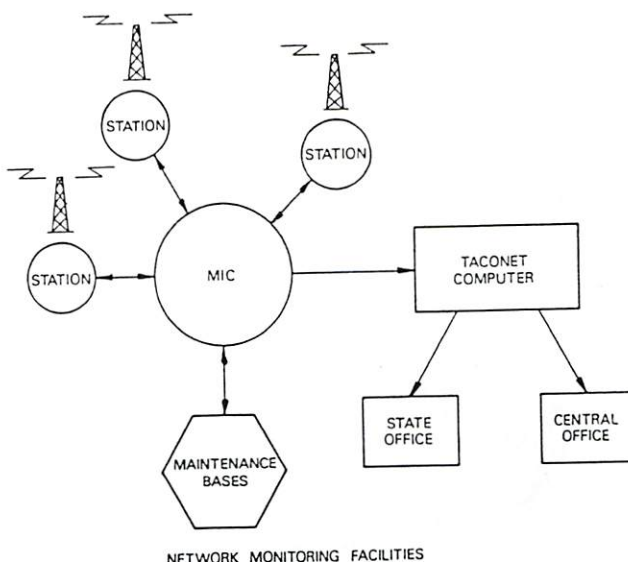 STATION
STATION
STATION
MIC
TACONET
COMPUTER
STATE
OFFICE
CENTRAL
OFFICE
MAINTENANCE
BASES
NETWORK MONITORING FACILITIES